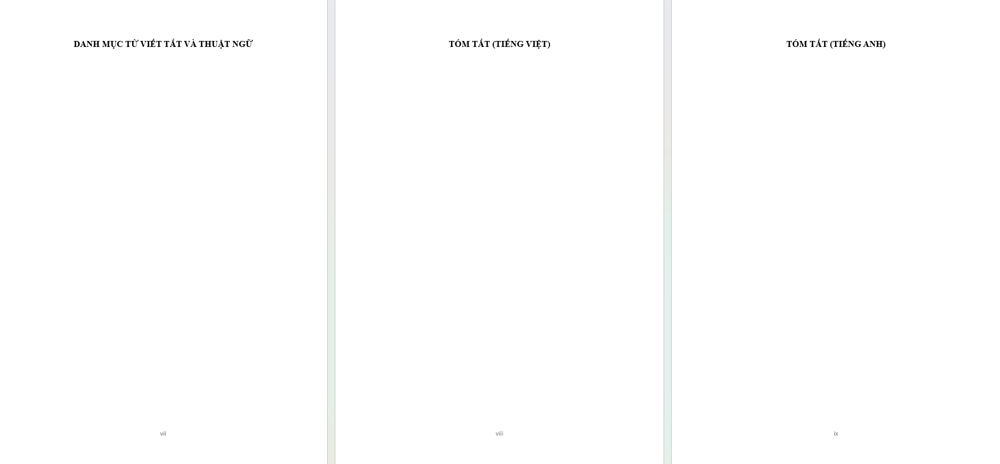 DANH MỤC TỪ VIẾT TẮT VÀ THUẬT NGỮ
vii
TÓM TẮT (TIẾNG VIỆT)
viii
TÓM TẮT (TIẾNG ANH)
ix